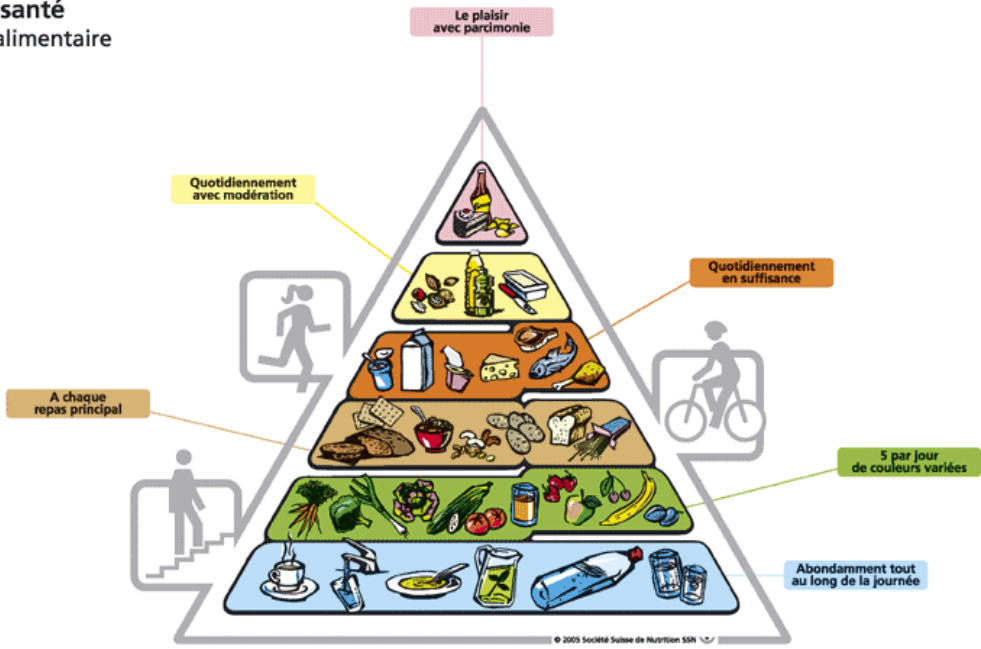 santé
alimentaire
Le plaisir
avec parcimonie
Quotidiennement
avec modération
Quotidiennement
en suffisance
A chaque
repas principal
5 par jour
de couleurs variées
Abondamment tout
au long de la journée
© 2005 Société Suisse de Nutrition SSN